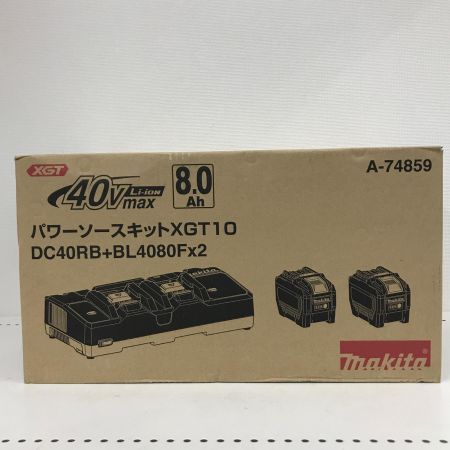 XGT
A-74859
40Vmax Li-ion
8.0 Ah
パワーソースキットXGT10
DC40RB+BL4080Fx2
makita
makita